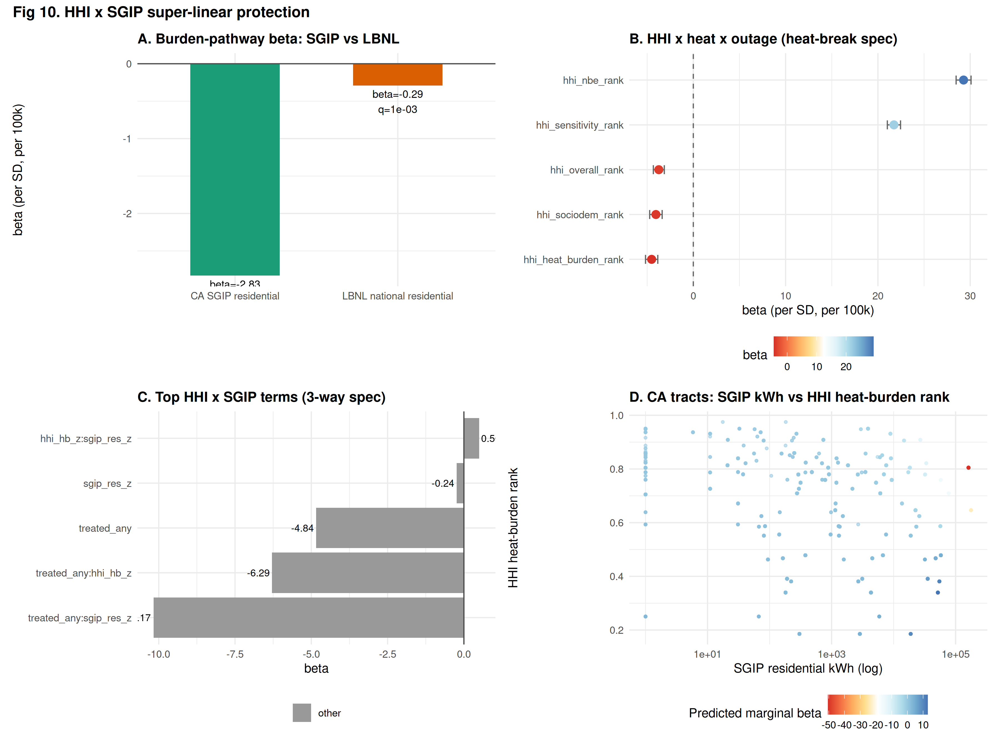 Fig 10. HHI x SGIP super-linear protection
A. Burden-pathway beta: SGIP vs LBNL
beta (per SD, per 100k)
0
-1
-2
beta=-0.29
q=1e-03
beta=-2.83
CA SGIP residential
LBNL national residential
B. HHI x heat x outage (heat-break spec)
hhi_nbe_rank
hhi_sensitivity_rank
hhi_overall_rank
hhi_sociodem_rank
hhi_heat_burden_rank
0 10 20 30
beta (per SD, per 100k)
beta
0 10 20
C. Top HHI x SGIP terms (3-way spec)
hhi_hb_z:sgip_res_z
sgip_res_z
treated_any
treated_any:hhi_hb_z
treated_any:sgip_res_z
0.5
-0.24
-4.84
-6.29
.17
-10.0 -7.5 -5.0 -2.5 0.0
beta
other
D. CA tracts: SGIP kWh vs HHI heat-burden rank
HHI heat-burden rank
1.0
0.8
0.6
0.4
0.2
1e+01 1e+03 1e+05
SGIP residential kWh (log)
Predicted marginal beta
-50 -40 -30 -20 -10 0 10